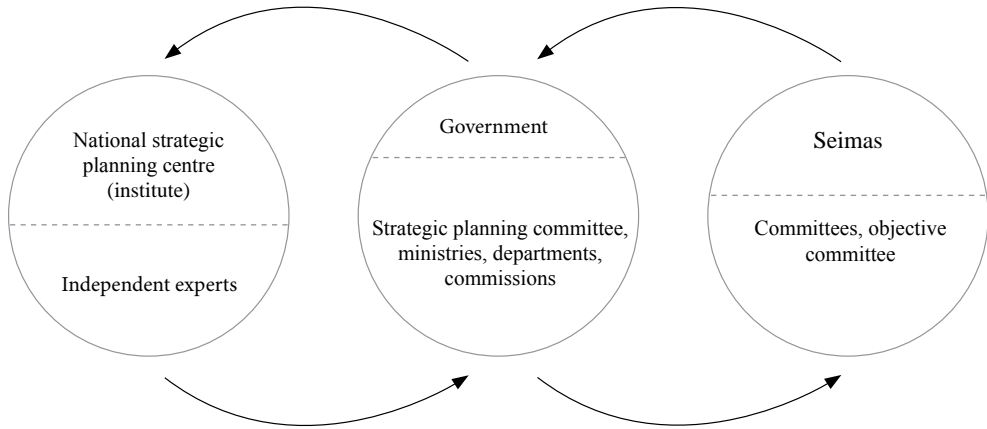 National strategic
planning centre
(institute)
Independent experts
Government
Strategic planning committee,
ministries, departments,
commissions
Seimas
Committees, objective
committee